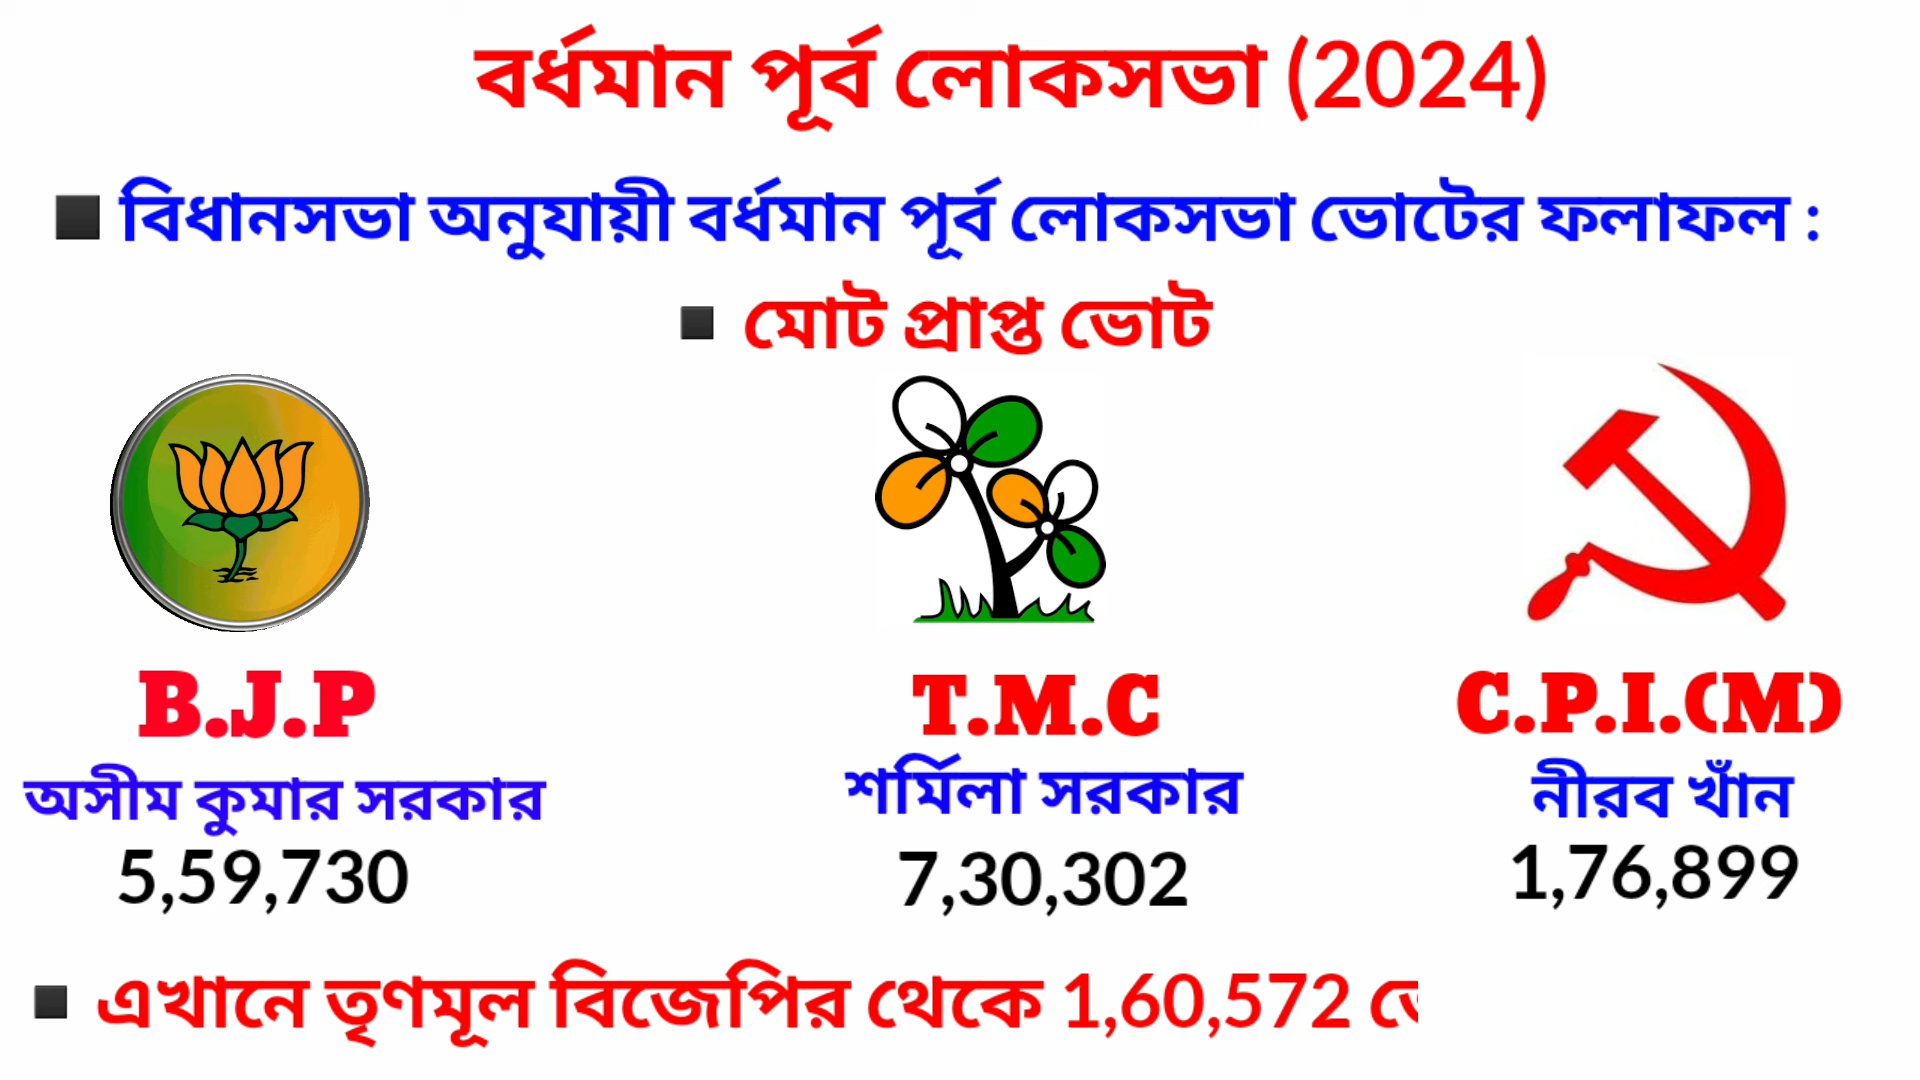 বর্ধমান পূর্ব লোকসভা (2024)
বিধানসভা অনুযায়ী বর্ধমান পূর্ব লোকসভা ভোটের ফলাফল :
মোট প্রাপ্ত ভোট
B.J.P
T.M.C
C.P.I.(M)
অসীম কুমার সরকার
শর্মিলা সরকার
নীরব খাঁন
5,59,730
7,30,302
1,76,899
এখানে তৃণমূল বিজেপির থেকে 1,60,572